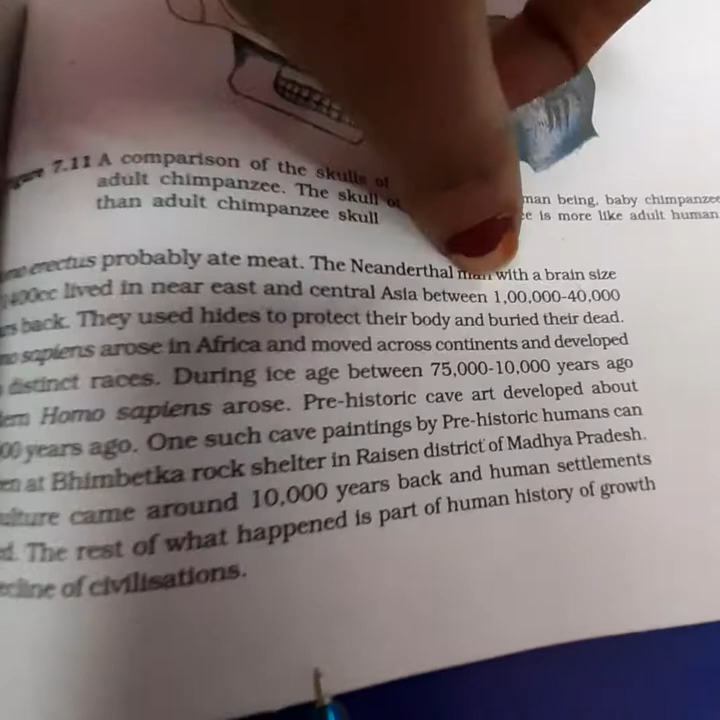 7.11 A comparison of the skulls of
adult chimpanzee. The skull of man being, baby chimpanzee
than adult chimpanzee skull is more like adult human
erectus probably ate meat. The Neanderthal man with a brain size
1400cc lived in near east and central Asia between 1,00,000-40,000
back. They used hides to protect their body and buried their dead.
sapiens arose in Africa and moved across continents and developed
distinct races. During ice age between 75,000-10,000 years ago
Homo sapiens arose. Pre-historic cave art developed about
years ago. One such cave paintings by Pre-historic humans can
at Bhimbetka rock shelter in Raisen district of Madhya Pradesh.
came around 10,000 years back and human settlements
The rest of what happened is part of human history of growth
of civilisations.